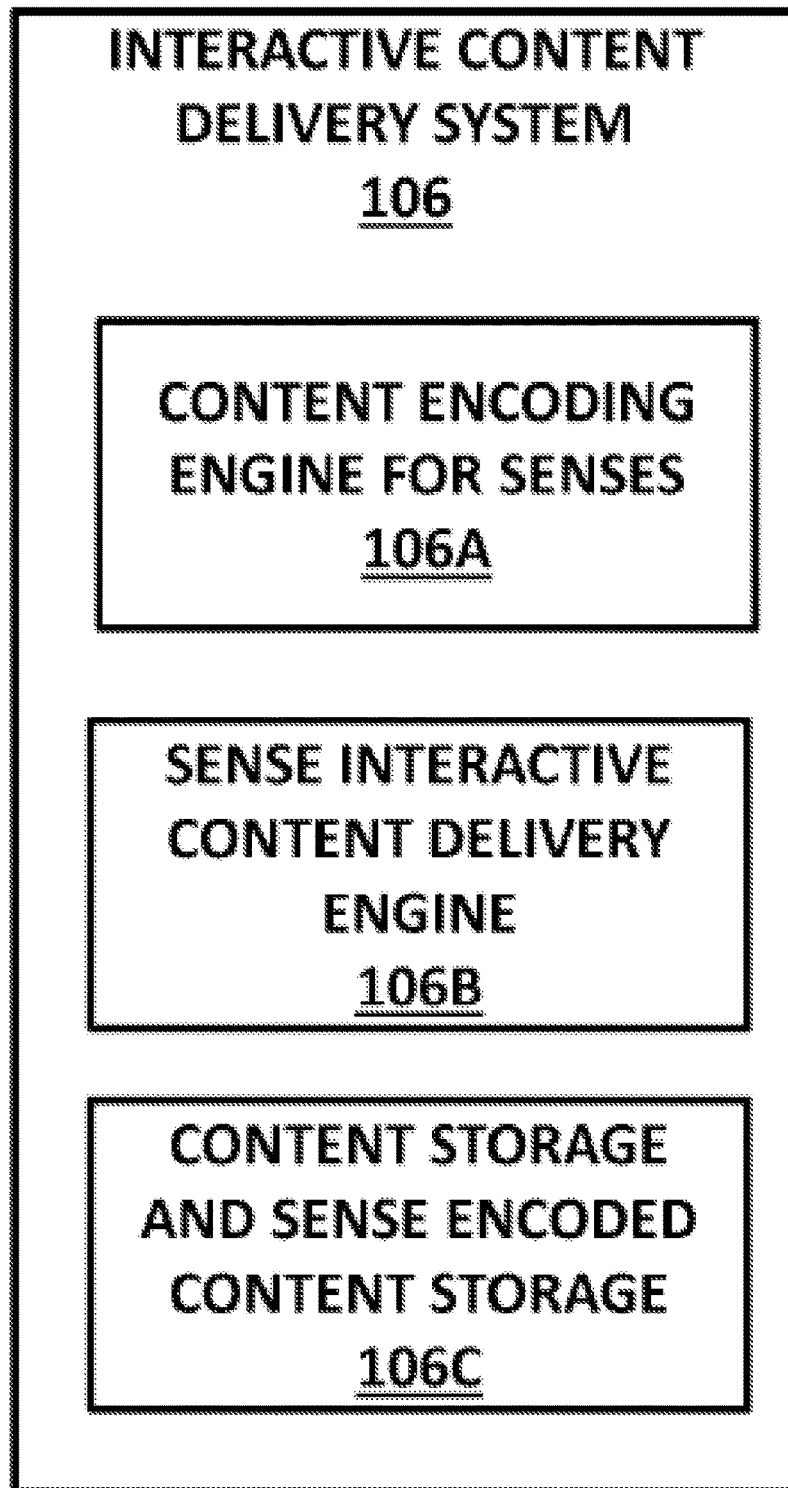 INTERACTIVE CONTENT
DELIVERY SYSTEM
106
CONTENT ENCODING
ENGINE FOR SENSES
106A
SENSE INTERACTIVE
CONTENT DELIVERY
ENGINE
106B
CONTENT STORAGE
AND SENSE ENCODED
CONTENT STORAGE
106C